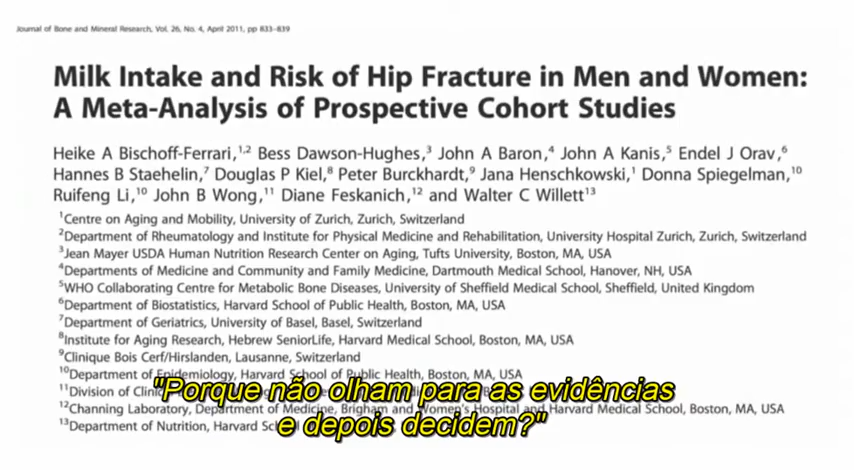 Journal of Bone and Mineral Research, Vol. 26, No. 4, April 2011, pp 833–839
Milk Intake and Risk of Hip Fracture in Men and Women:
A Meta-Analysis of Prospective Cohort Studies
Heike A Bischoff-Ferrari,1,2 Bess Dawson-Hughes,3 John A Baron,4 John A Kanis,5 Endel J Orav,6
Hannes B Staehelin,7 Douglas P Kiel,8 Peter Burckhardt,9 Jana Henschkowski,1 Donna Spiegelman,10
Ruifeng Li,10 John B Wong,11 Diane Feskanich,12 and Walter C Willett13
1Centre on Aging and Mobility, University of Zurich, Zurich, Switzerland
2Department of Rheumatology and Institute for Physical Medicine and Rehabilitation, University Hospital Zurich, Zurich, Switzerland
3Jean Mayer USDA Human Nutrition Research Center on Aging, Tufts University, Boston, MA, USA
4Departments of Medicine and Community and Family Medicine, Dartmouth Medical School, Hanover, NH, USA
5WHO Collaborating Centre for Metabolic Bone Diseases, University of Sheffield Medical School, Sheffield, United Kingdom
6Department of Biostatistics, Harvard School of Public Health, Boston, MA, USA
7Department of Geriatrics, University of Basel, Basel, Switzerland
8Institute for Aging Research, Hebrew SeniorLife, Harvard Medical School, Boston, MA, USA
9Clinique Bois Cerf/Hirslanden, Lausanne, Switzerland
10Department of Epidemiology, Harvard School of Public Health, Boston, MA, USA
11Division of
12Channing Laboratory, Department of Medicine, Brigham and Women's Hospital and Harvard Medical School, Boston, MA, USA
13Department of Nutrition, Harvard
"Porque não olham para as evidências
e depois decidem?"